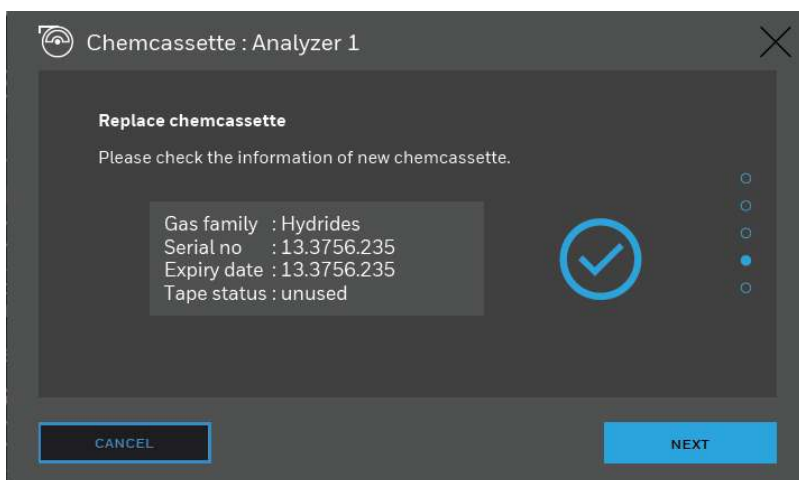 Chemcassette : Analyzer 1
Replace chemcassette
Please check the information of new chemcassette.
Gas family : Hydrides
Serial no : 13.3756.235
Expiry date : 13.3756.235
Tape status : unused
CANCEL
NEXT